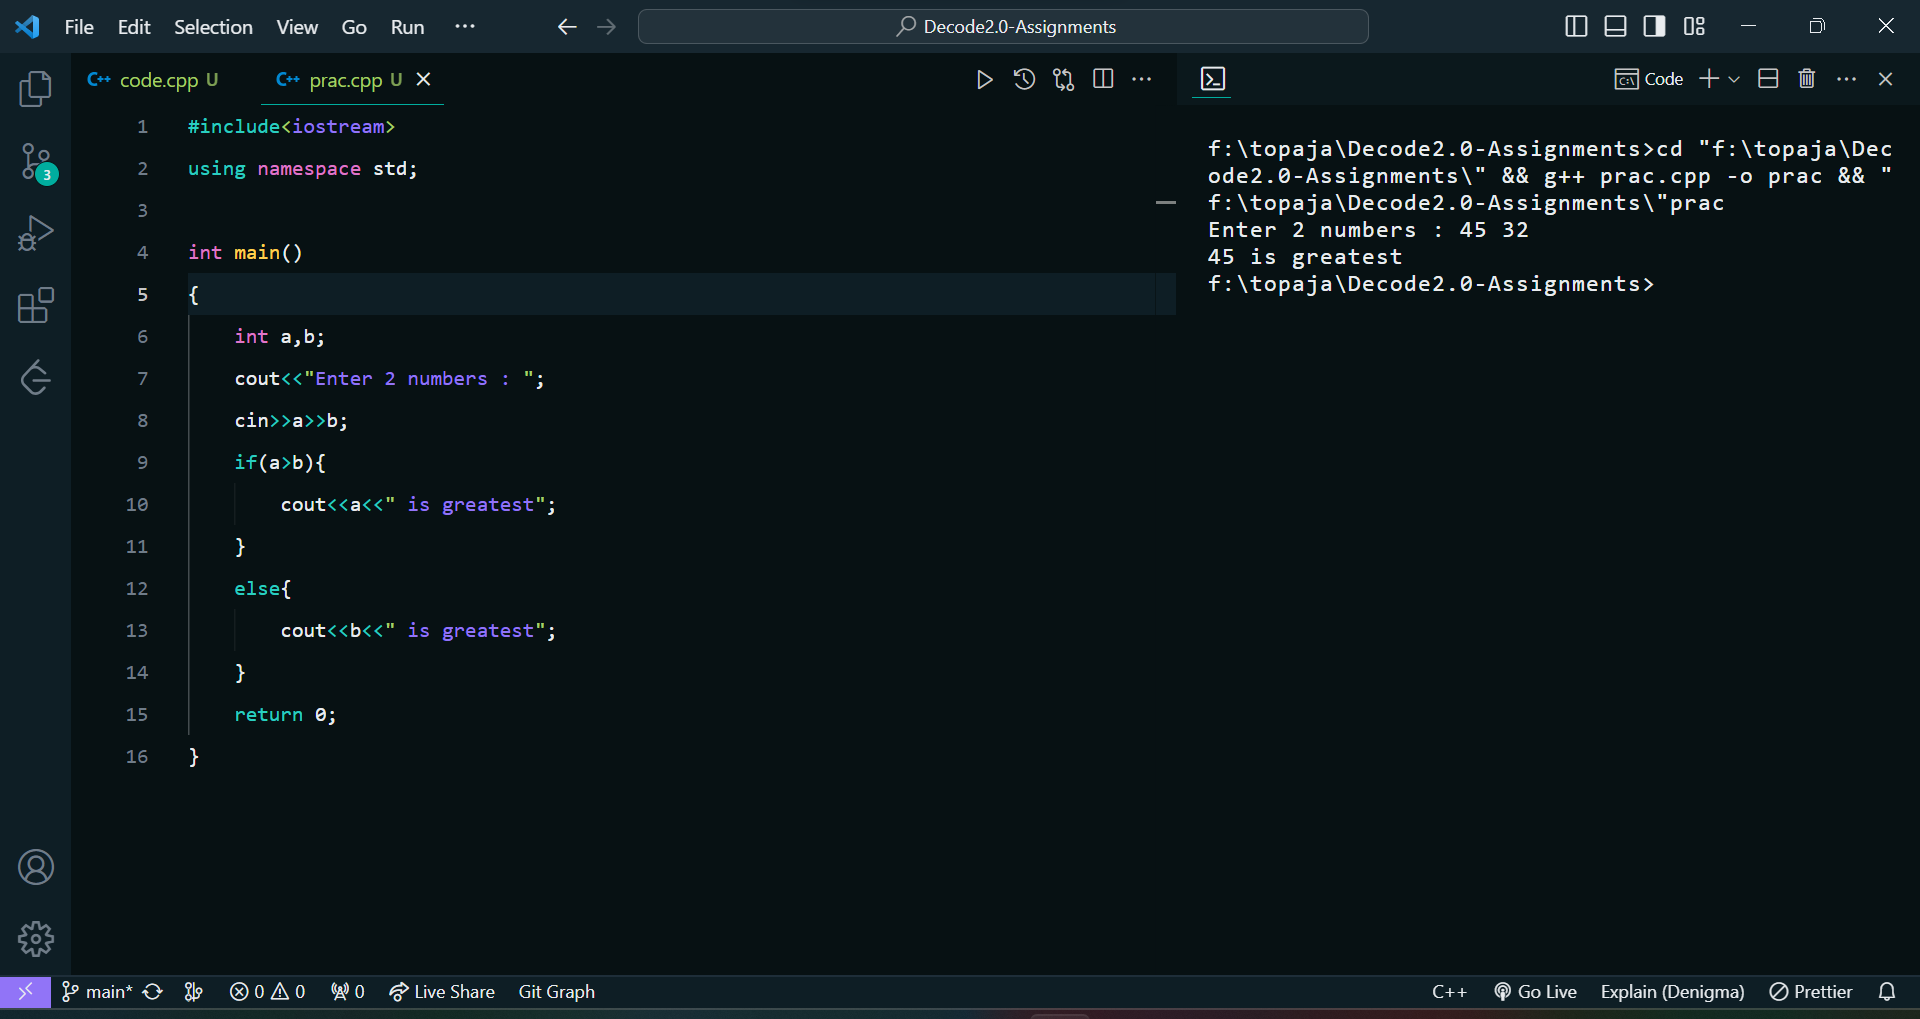 File Edit Selection View Go Run ··· Decode2.0-Assignments
C++ code.cpp U C++ prac.cpp U
Code
1 #include<iostream>
2 using namespace std;
3
4 int main()
5 {
6 int a,b;
7 cout<<"Enter 2 numbers : ";
8 cin>>a>>b;
9 if(a>b){
10 cout<<a<<" is greatest";
11 }
12 else{
13 cout<<b<<" is greatest";
14 }
15 return 0;
16 }
f:\topaja\Decode2.0-Assignments>cd "f:\topaja\Dec
ode2.0-Assignments\" && g++ prac.cpp -o prac && "
f:\topaja\Decode2.0-Assignments\"prac
Enter 2 numbers : 45 32
45 is greatest
f:\topaja\Decode2.0-Assignments>
3
main* 0 0 0 Live Share Git Graph C++ Go Live Explain (Denigma) Prettier